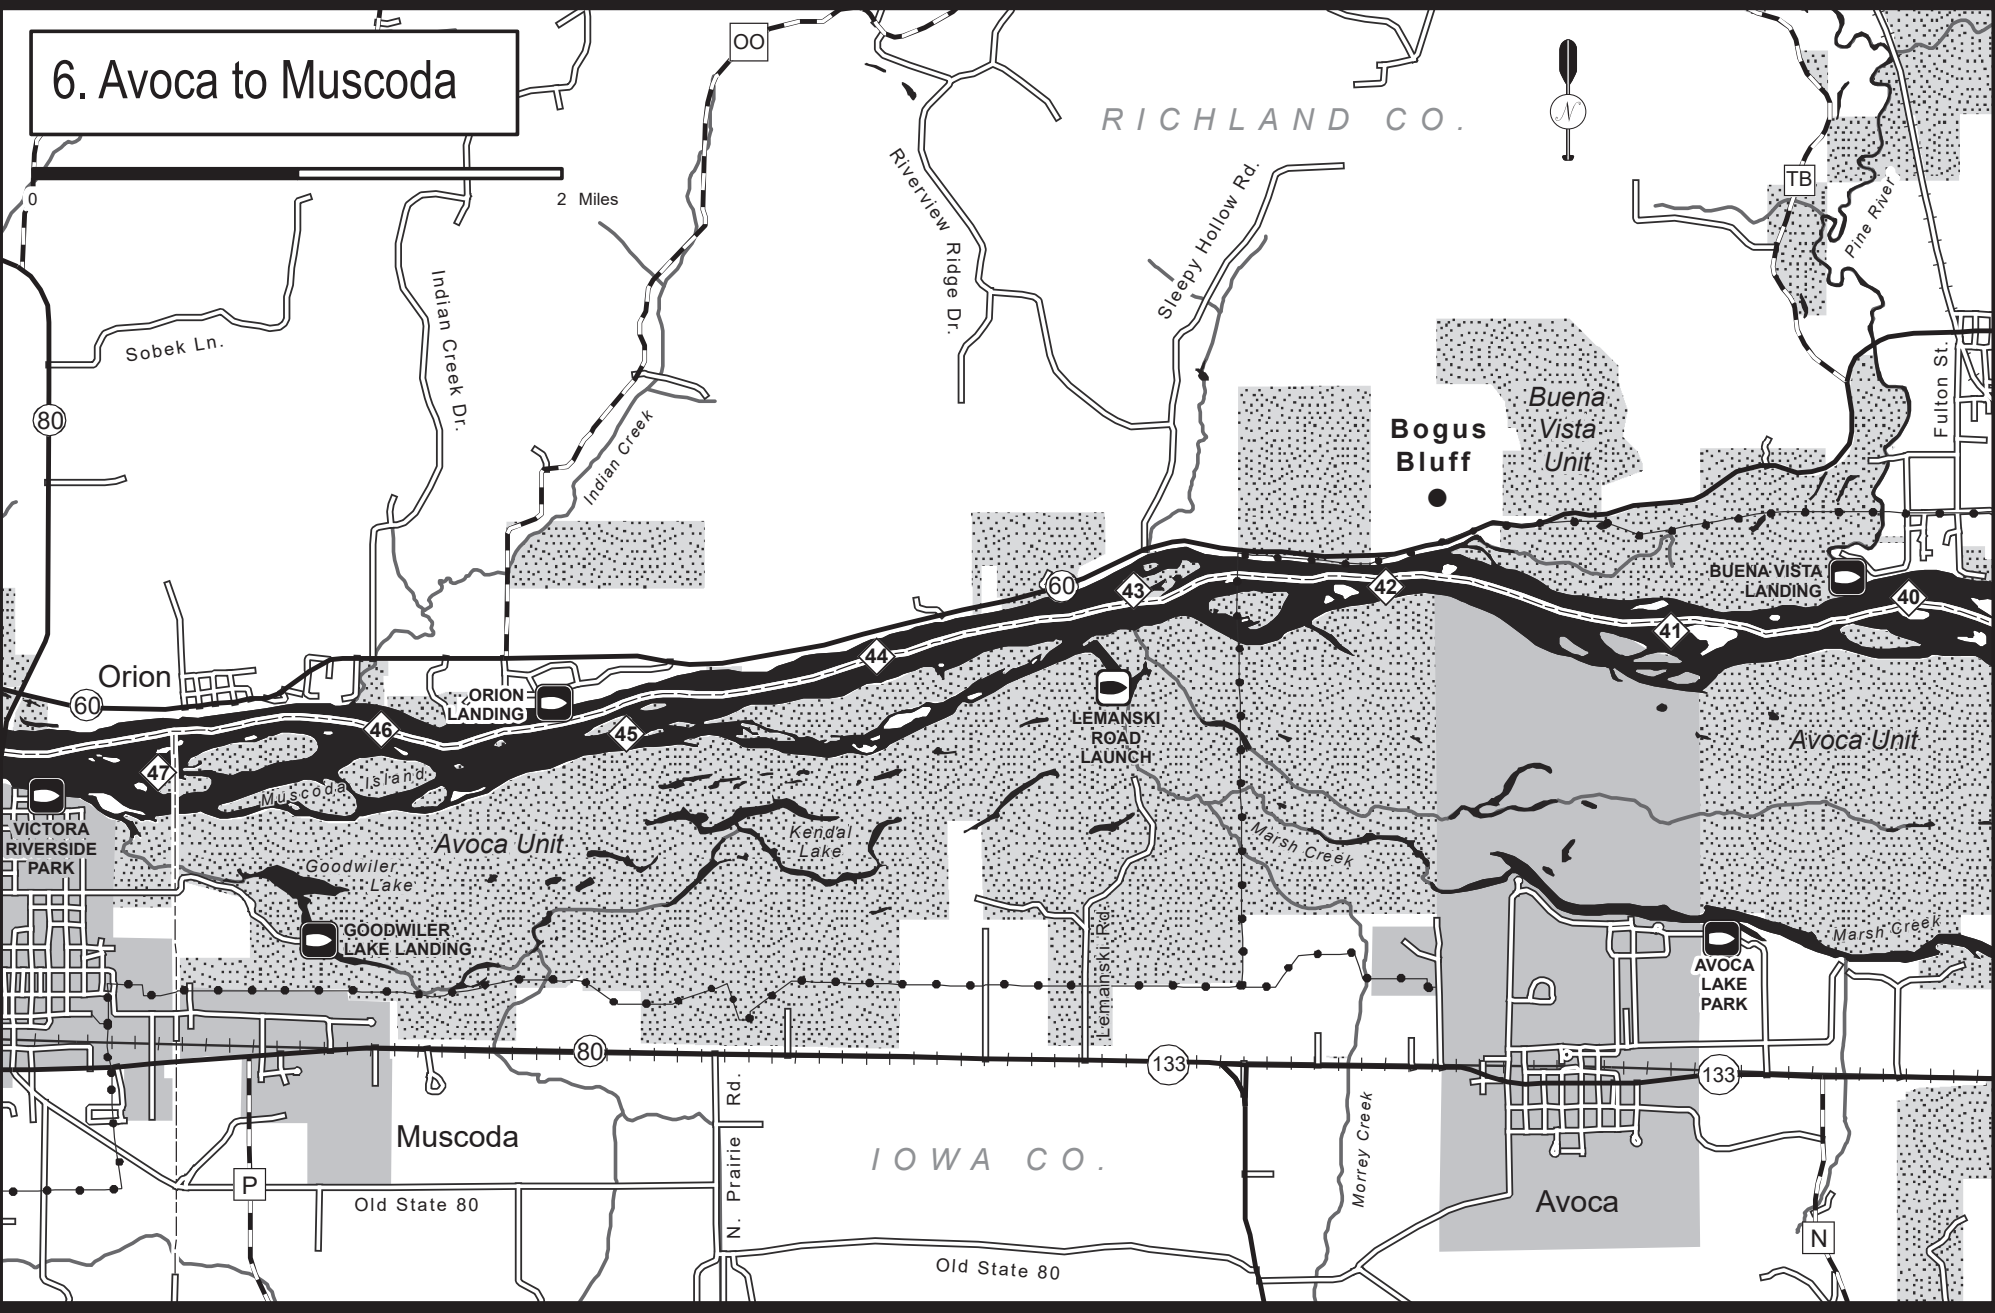 6. Avoca to Muscoda
0
2 Miles
OO
RICHLAND CO.
N
TB
Pine River
Riverview Ridge Dr.
Sleepy Hollow Rd.
Indian Creek Dr.
Sobek Ln.
80
Indian Creek
Fulton St.
Buena
Vista
Unit
Bogus
Bluff
60
43
42
BUENA VISTA
LANDING
40
41
44
Orion
60
ORION
LANDING
46
45
47
LEMANSKI
ROAD
LAUNCH
Avoca Unit
Muscoda Island
VICTORA
RIVERSIDE
PARK
Avoca Unit
Kendal
Lake
Goodwiler
Lake
Marsh Creek
GOODWILER
LAKE LANDING
Lemanski Rd.
Marsh Creek
AVOCA
LAKE
PARK
80
133
133
N. Prairie Rd.
Morrey Creek
Muscoda
IOWA CO.
P
Old State 80
Avoca
N
Old State 80